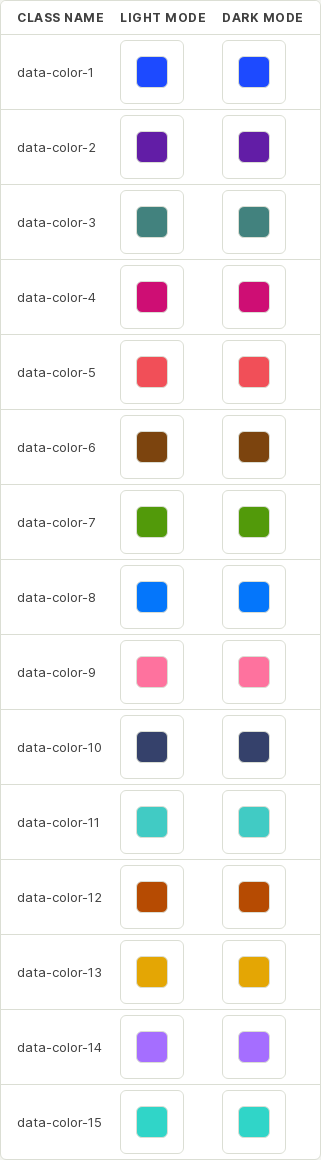 CLASS NAME LIGHT MODE DARK MODE
data-color-1
data-color-2
data-color-3
data-color-4
data-color-5
data-color-6
data-color-7
data-color-8
data-color-9
data-color-10
data-color-11
data-color-12
data-color-13
data-color-14
data-color-15